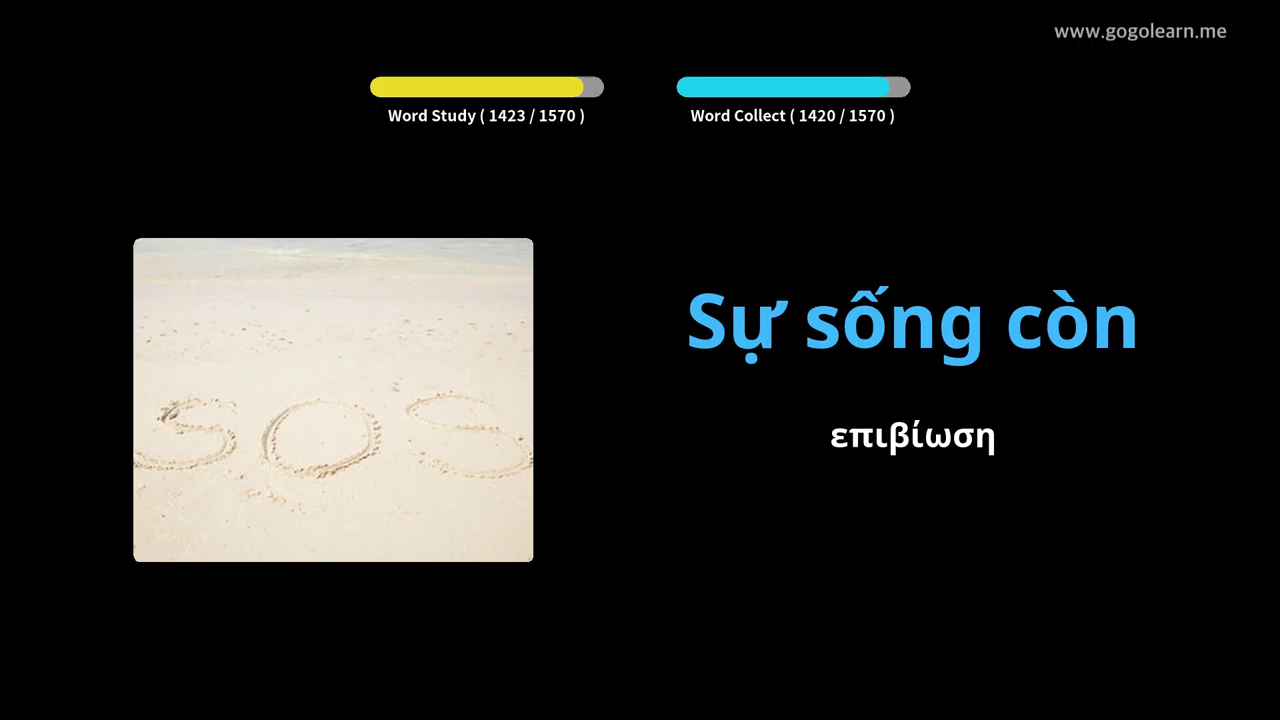 www.gogolearn.me
Word Study ( 1423 / 1570 )
Word Collect ( 1420 / 1570 )
SOS
Sự sống còn
επιβίωση